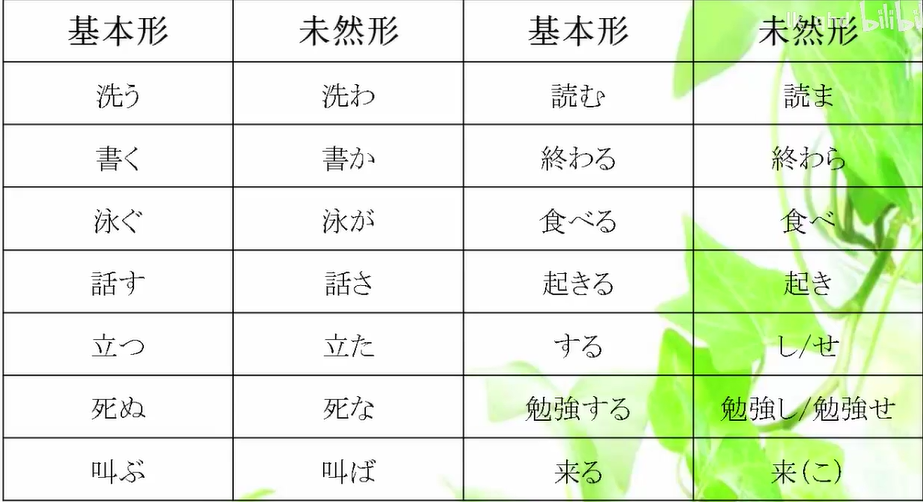 基本形 未然形 基本形 未然形
洗う 洗わ 読む 読ま
書く 書か 終わる 終わら
泳ぐ 泳が 食べる 食べ
話す 話さ 起きる 起き
立つ 立た する し/せ
死ぬ 死な 勉強する 勉強し/勉強せ
叫ぶ 叫ば 来る 来(こ)
bilibili